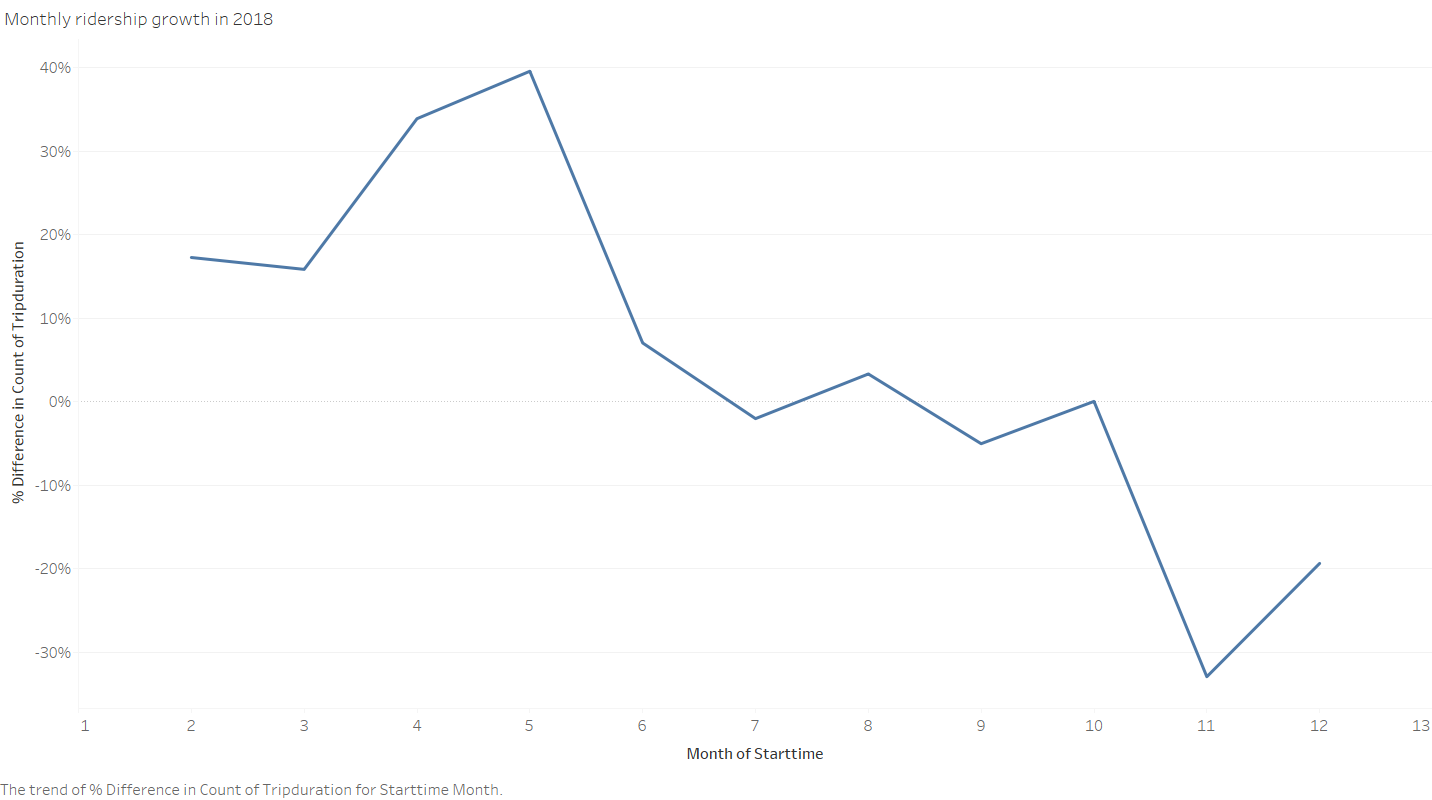 Monthly ridership growth in 2018
40%
30%
20%
10%
0%
-10%
-20%
-30%
% Difference in Count of Tripduration
1 2 3 4 5 6 7 8 9 10 11 12 13
Month of Starttime
The trend of % Difference in Count of Tripduration for Starttime Month.